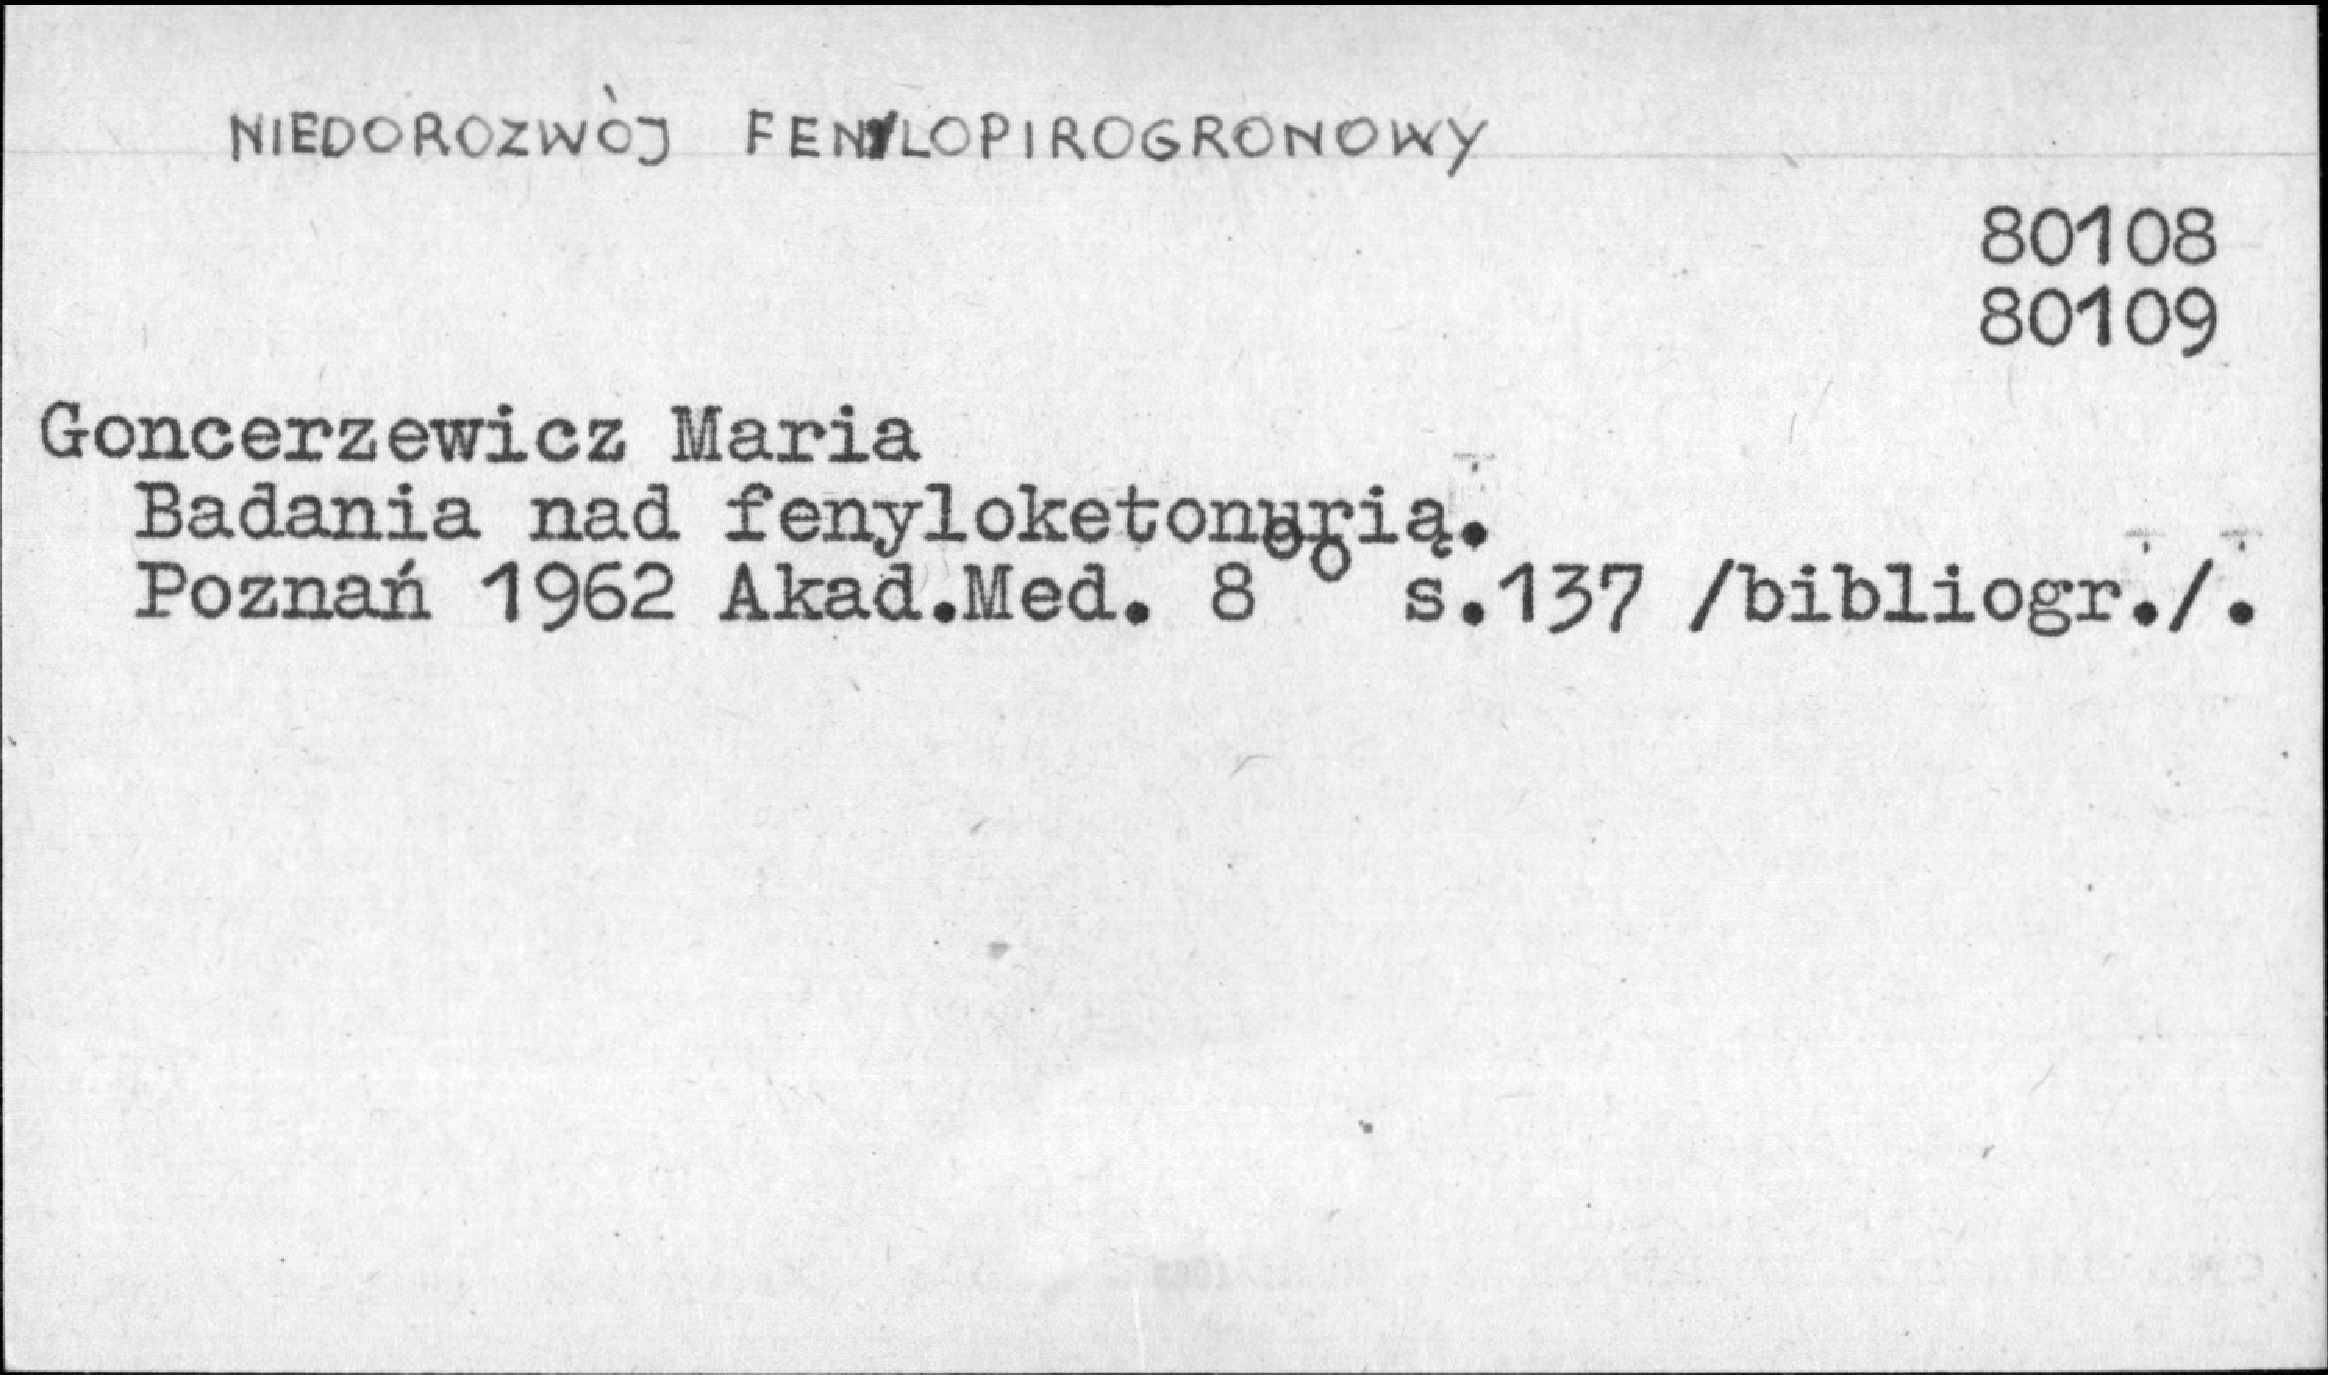 NIEDOROZWÓJ FENYLOPIROGRONOWY
80108
80109
Goncerzewicz Maria
Badania nad fenyloketonurią.
Poznań 1962 Akad.Med. 8°° s.137 /bibliogr./.